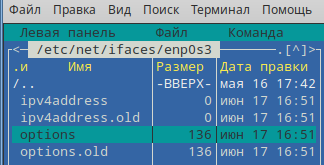 Файл Правка Вид Поиск Терминал Помощь
Левая панель Файл Команда
<— /etc/net/ifaces/enp0s3 .[^]>
.и Имя Размер Дата правки
/.. -ВВЕРХ- мая 16 17:42
ipv4address 0 июн 17 16:51
ipv4address.old 0 июн 17 16:51
options 136 июн 17 16:51
options.old 136 июн 17 16:51